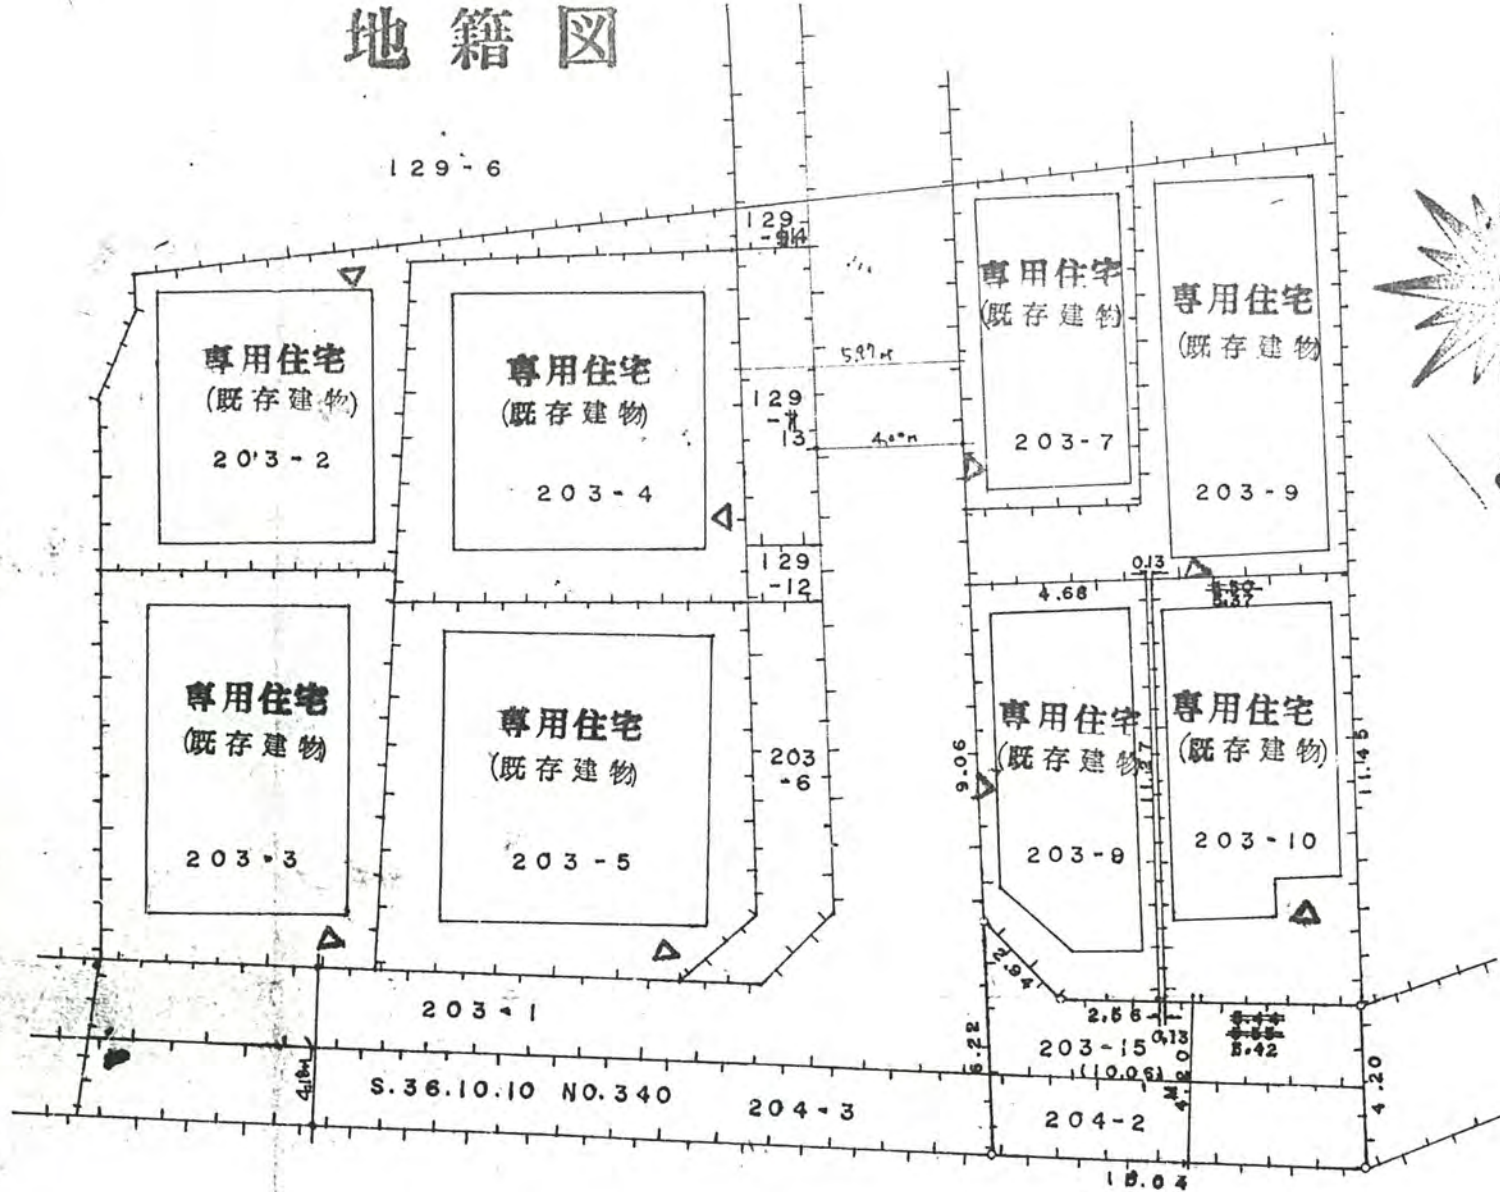 地籍図
129-6
129
-14
専用住宅
(既存建物)
203-2
専用住宅
(既存建物)
203-4
129
-13
5.97m
4.00m
専用住宅
(既存建物)
203-7
専用住宅
(既存建物)
203-9
129
-12
0.13
4.68
5.37
専用住宅
(既存建物)
203-3
専用住宅
(既存建物)
203-5
203
-6
9.06
専用住宅
(既存建物)
203-8
11.27
専用住宅
(既存建物)
203-10
11.45
2.94
203-1
2.56
0.13
203-15
(10.06)
5.42
4.20
4.20
S.36.10.10 NO.340
204-3
204-2